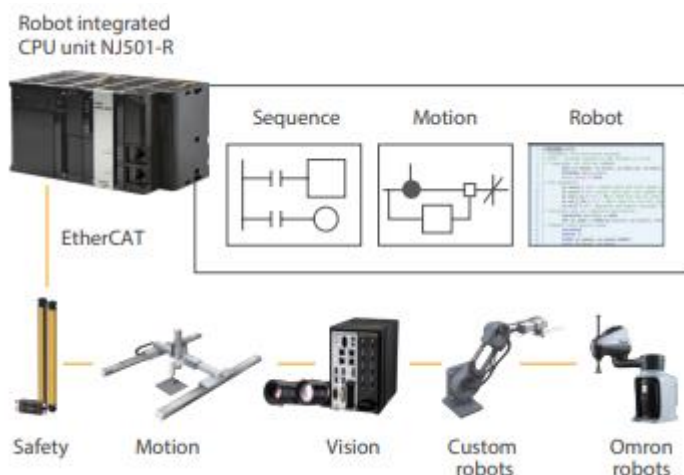 Robot integrated
CPU unit NJ501-R
Sequence
Motion
Robot
EtherCAT
Safety
Motion
Vision
Custom
robots
Omron
robots